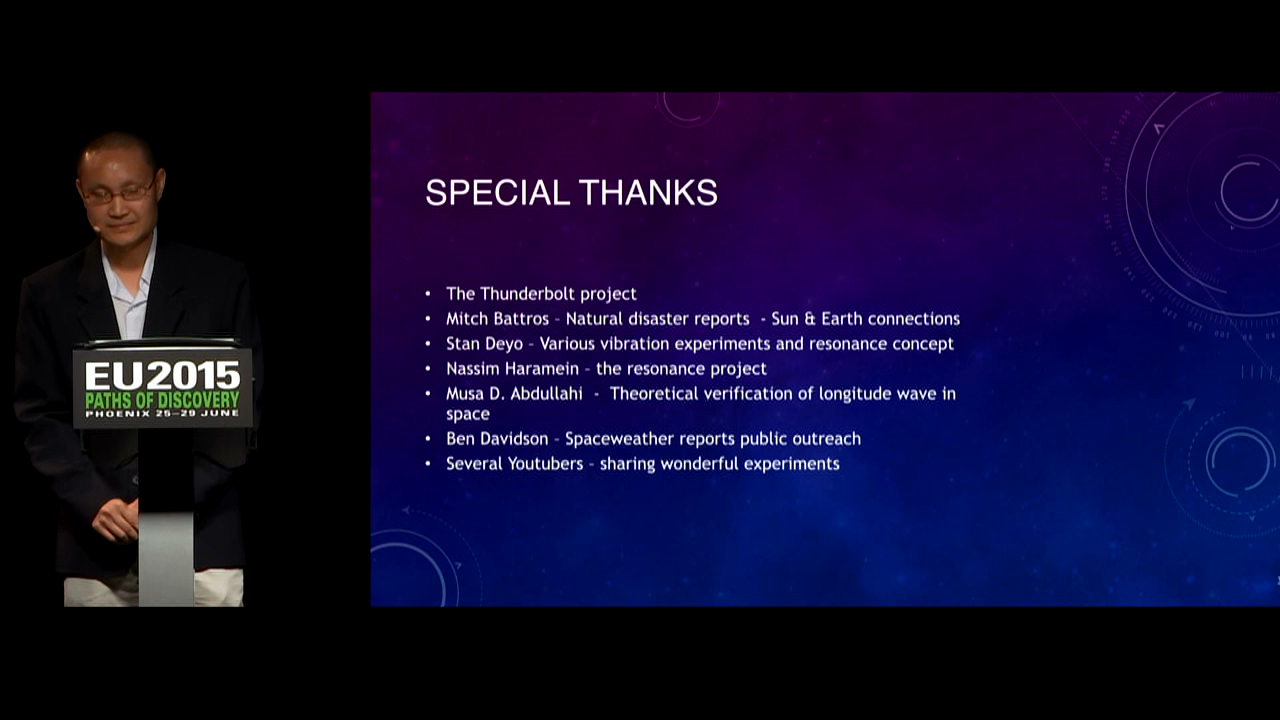 SPECIAL THANKS
• The Thunderbolt project
• Mitch Battros – Natural disaster reports - Sun & Earth connections
• Stan Deyo – Various vibration experiments and resonance concept
• Nassim Haramein – the resonance project
• Musa D. Abdullahi - Theoretical verification of longitude wave in
space
• Ben Davidson – Spaceweather reports public outreach
• Several Youtubers – sharing wonderful experiments
EU2015
PATHS OF DISCOVERY
PHOENIX 25–29 JUNE